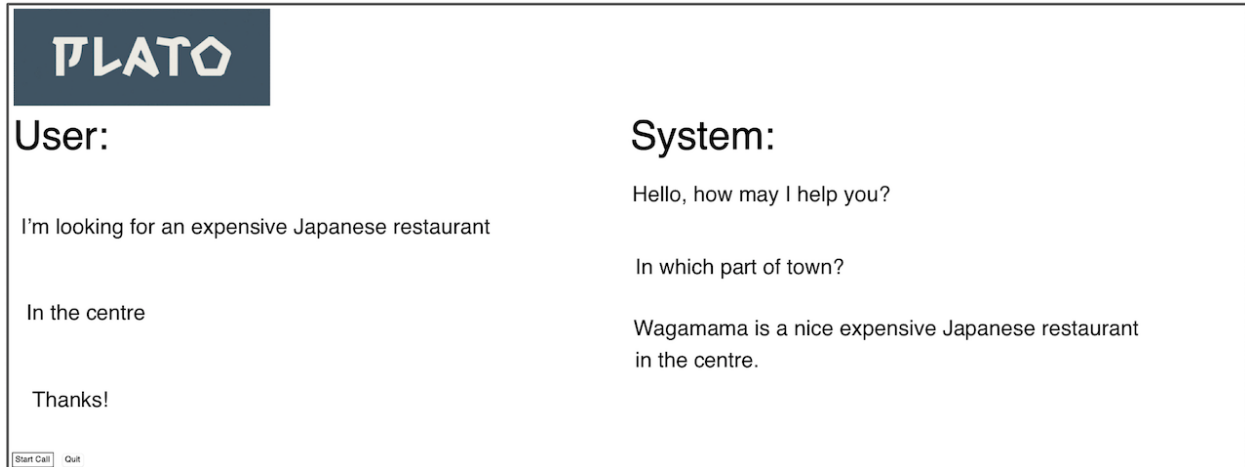 PLATO
User:
System:
Hello, how may I help you?
I'm looking for an expensive Japanese restaurant
In which part of town?
In the centre
Wagamama is a nice expensive Japanese restaurant
in the centre.
Thanks!
Start Call
Quit